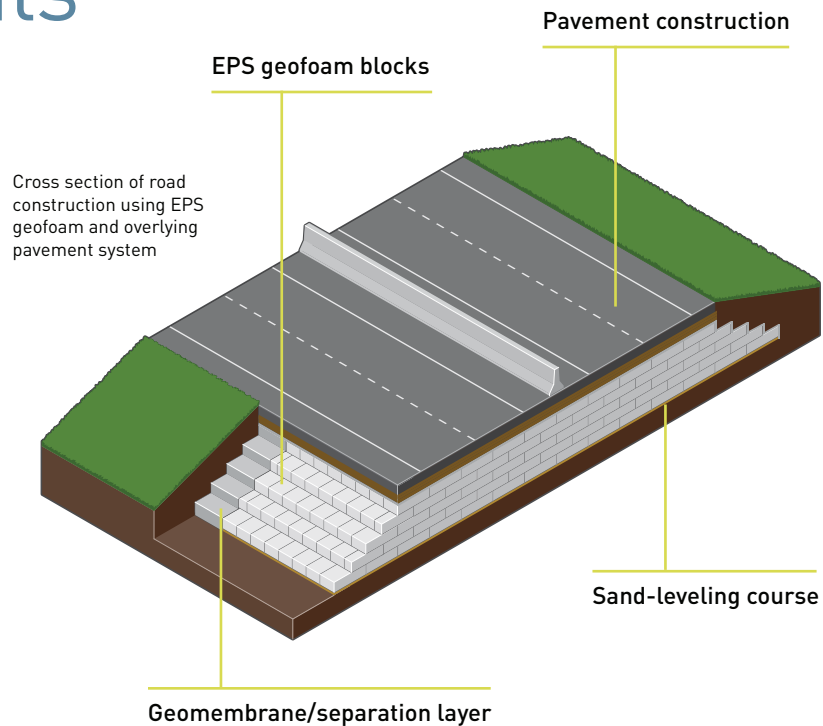 Pavement construction
EPS geofoam blocks
Cross section of road
construction using EPS
geofoam and overlying
pavement system
Sand-leveling course
Geomembrane/separation layer